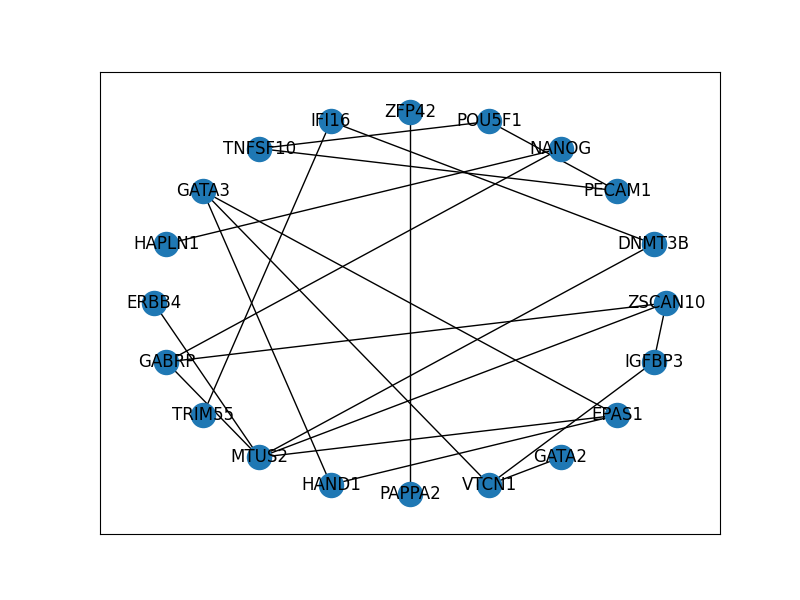 ZFP42
IFI16
POU5F1
TNFSF10
NANOG
GATA3
PECAM1
HAPLN1
DNMT3B
ERBB4
ZSCAN10
GABRP
IGFBP3
TRIM55
EPAS1
MTUS2
GATA2
HAND1
VTCN1
PAPPA2